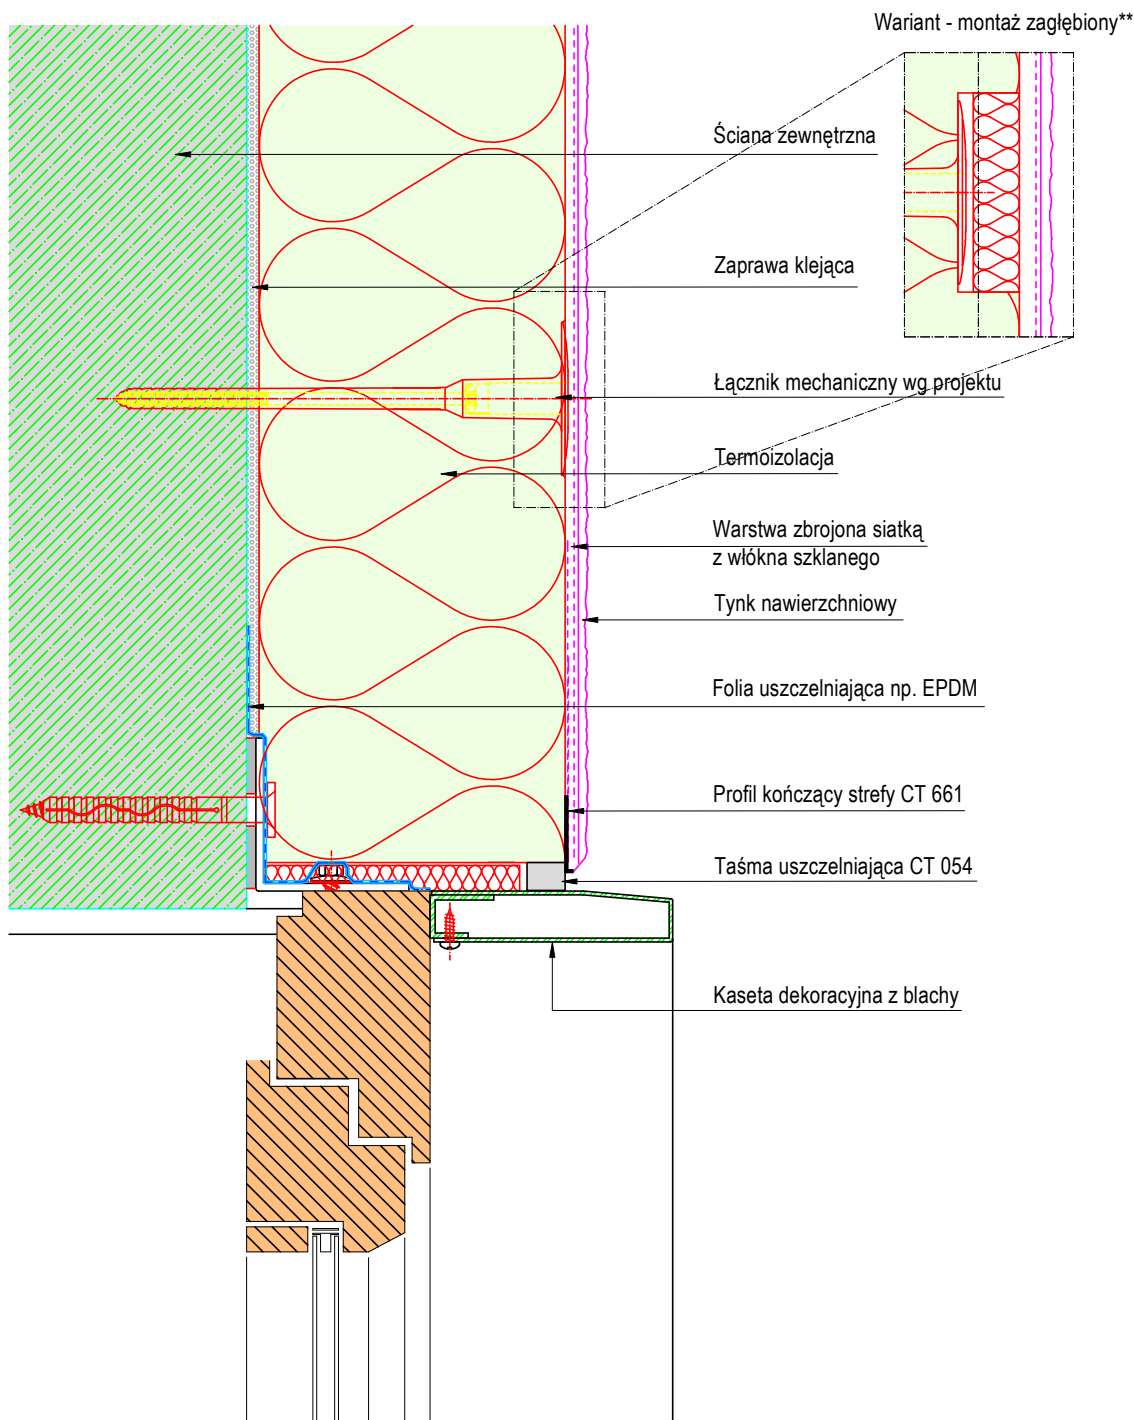 Wariant - montaż zagłębiony**
Ściana zewnętrzna
Zaprawa klejąca
Łącznik mechaniczny wg projektu
Termoizolacja
Warstwa zbrojona siatką
z włókna szklanego
Tynk nawierzchniowy
Folia uszczelniająca np. EPDM
Profil kończący strefy CT 661
Taśma uszczelniająca CT 054
Kaseta dekoracyjna z blachy